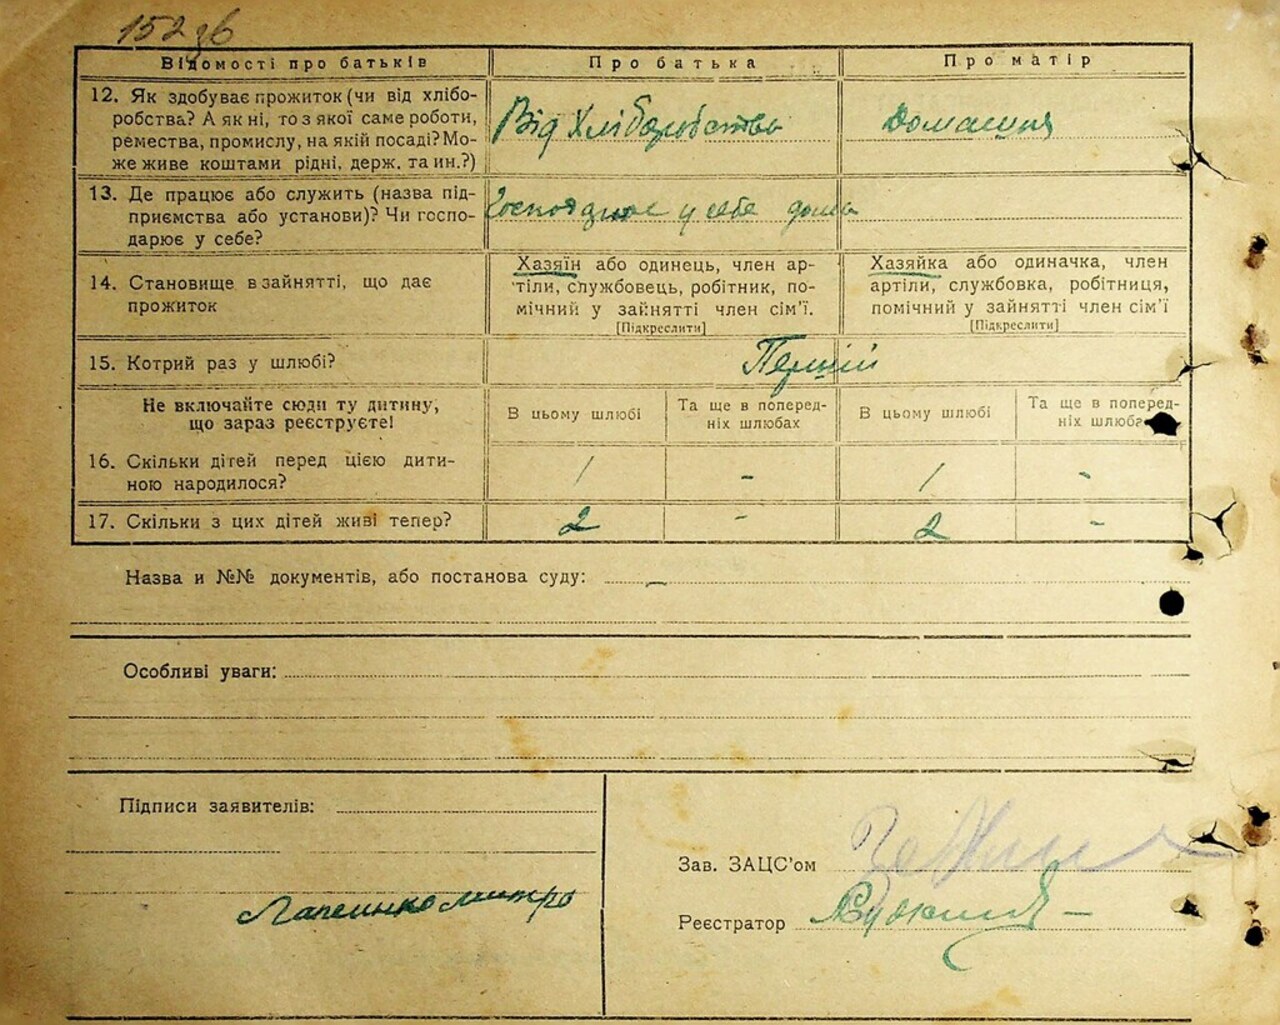 152 зв
Відомості про батьків Про батька Про матір
12. Як здобуває прожиток (чи від хлібо-
робства? А як ні, то з якої саме роботи,
ремества, промислу, на якій посаді? Мо-
же живе коштами рідні, держ. та ин.?)
Від Хліборобства Домашня
13. Де працює або служить (назва під-
приємства або установи)? Чи госпо-
дарює у себе?
у себе дома
14. Становище в зайнятті, що дає
прожиток
Хазяїн або одинець, член ар-
тіли, службовець, робітник, по-
мічний у зайнятті член сім'ї.
[Підкреслити]
Хазяйка або одиначка, член
артіли, службовка, робітниця,
помічний у зайнятті член сім'ї
[Підкреслити]
15. Котрий раз у шлюбі?
Перший
Не включайте сюди ту дитину,
що зараз реєструєте!
В цьому шлюбі
Та ще в поперед-
ніх шлюбах
В цьому шлюбі
Та ще в поперед-
ніх шлюбах
16. Скільки дітей перед цією дити-
ною народилося?
1 - 1 -
17. Скільки з цих дітей живі тепер? 2 - 2 -
Назва и №№ документів, або постанова суду: —
Особливі уваги:
Підписи заявителів:
Зав. ЗАЦС'ом
Реєстратор